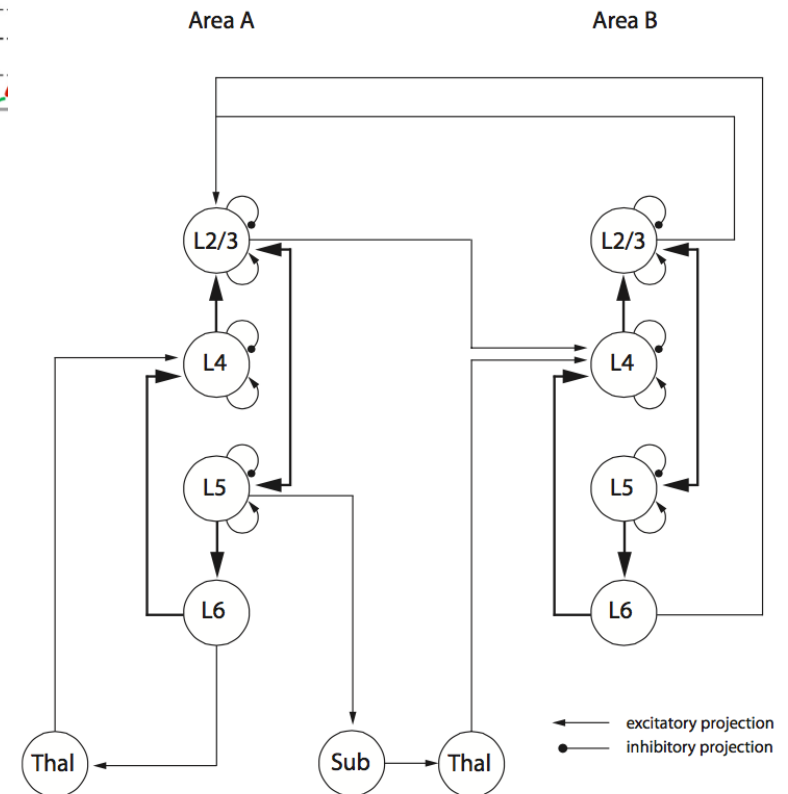 Area A
Area B
L2/3
L2/3
L4
L4
L5
L5
L6
L6
excitatory projection
inhibitory projection
Thal
Sub
Thal